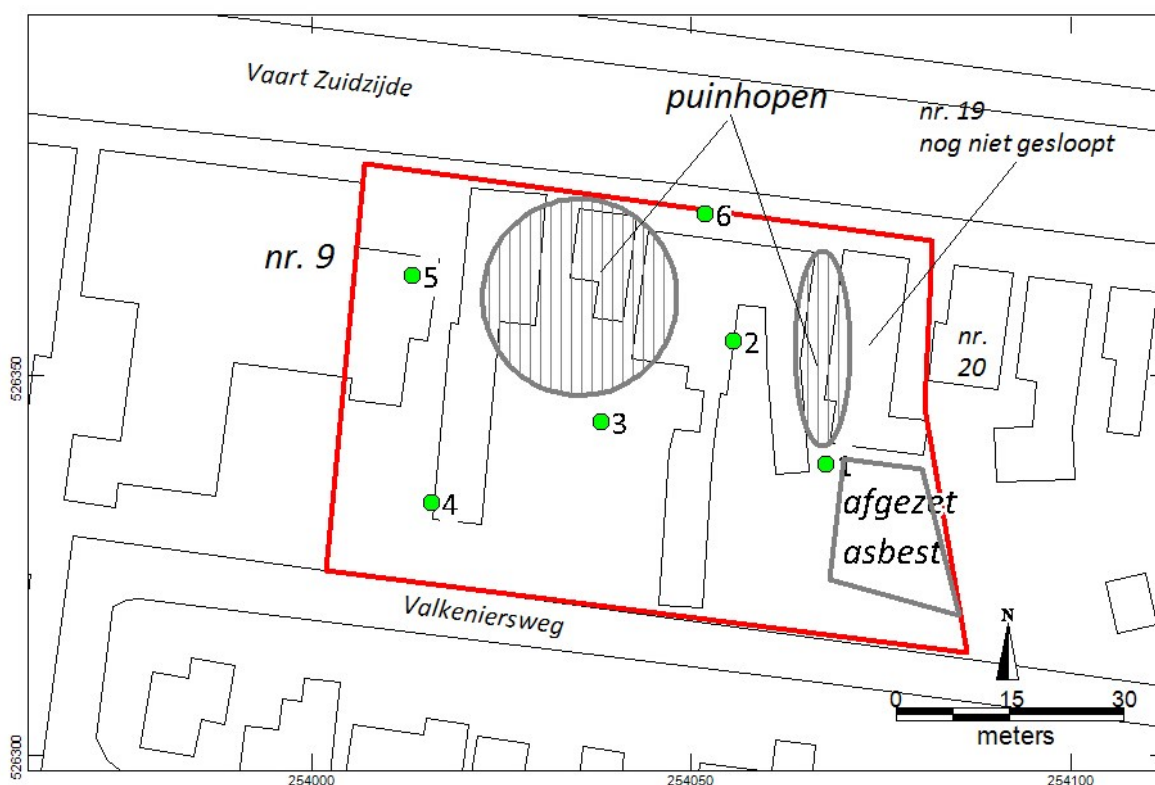 Vaart Zuidzijde
puinhopen
nr. 19
nog niet gesloopt
nr. 9
6
5
2
nr.
20
526350
3
1
4
afgezet
asbest
Valkeniersweg
N
0 15 30
meters
526300
254000 254050 254100